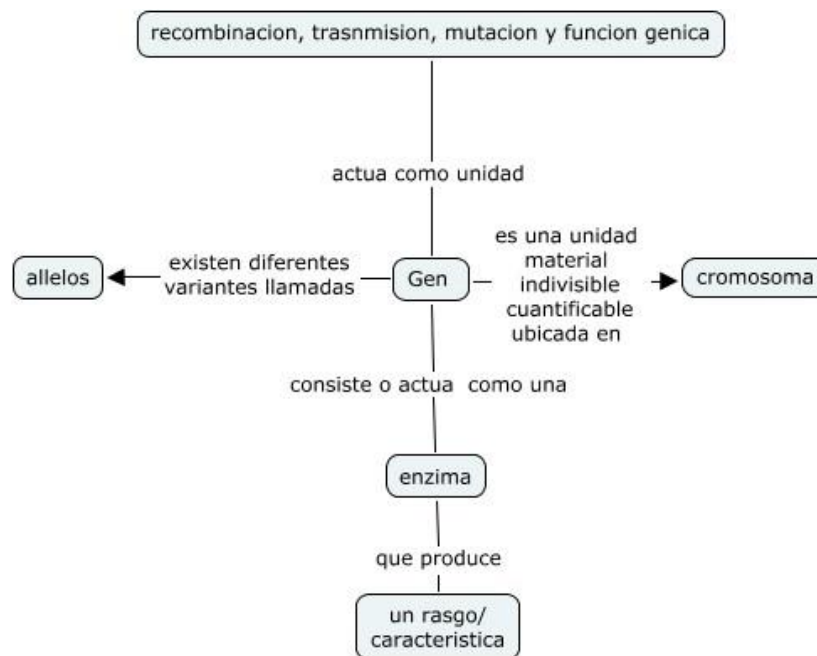 recombinacion, trasnmision, mutacion y funcion genica
actua como unidad
allelos
existen diferentes
variantes llamadas
Gen
es una unidad
material
indivisible
cuantificable
ubicada en
cromosoma
consiste o actua como una
enzima
que produce
un rasgo/
caracteristica